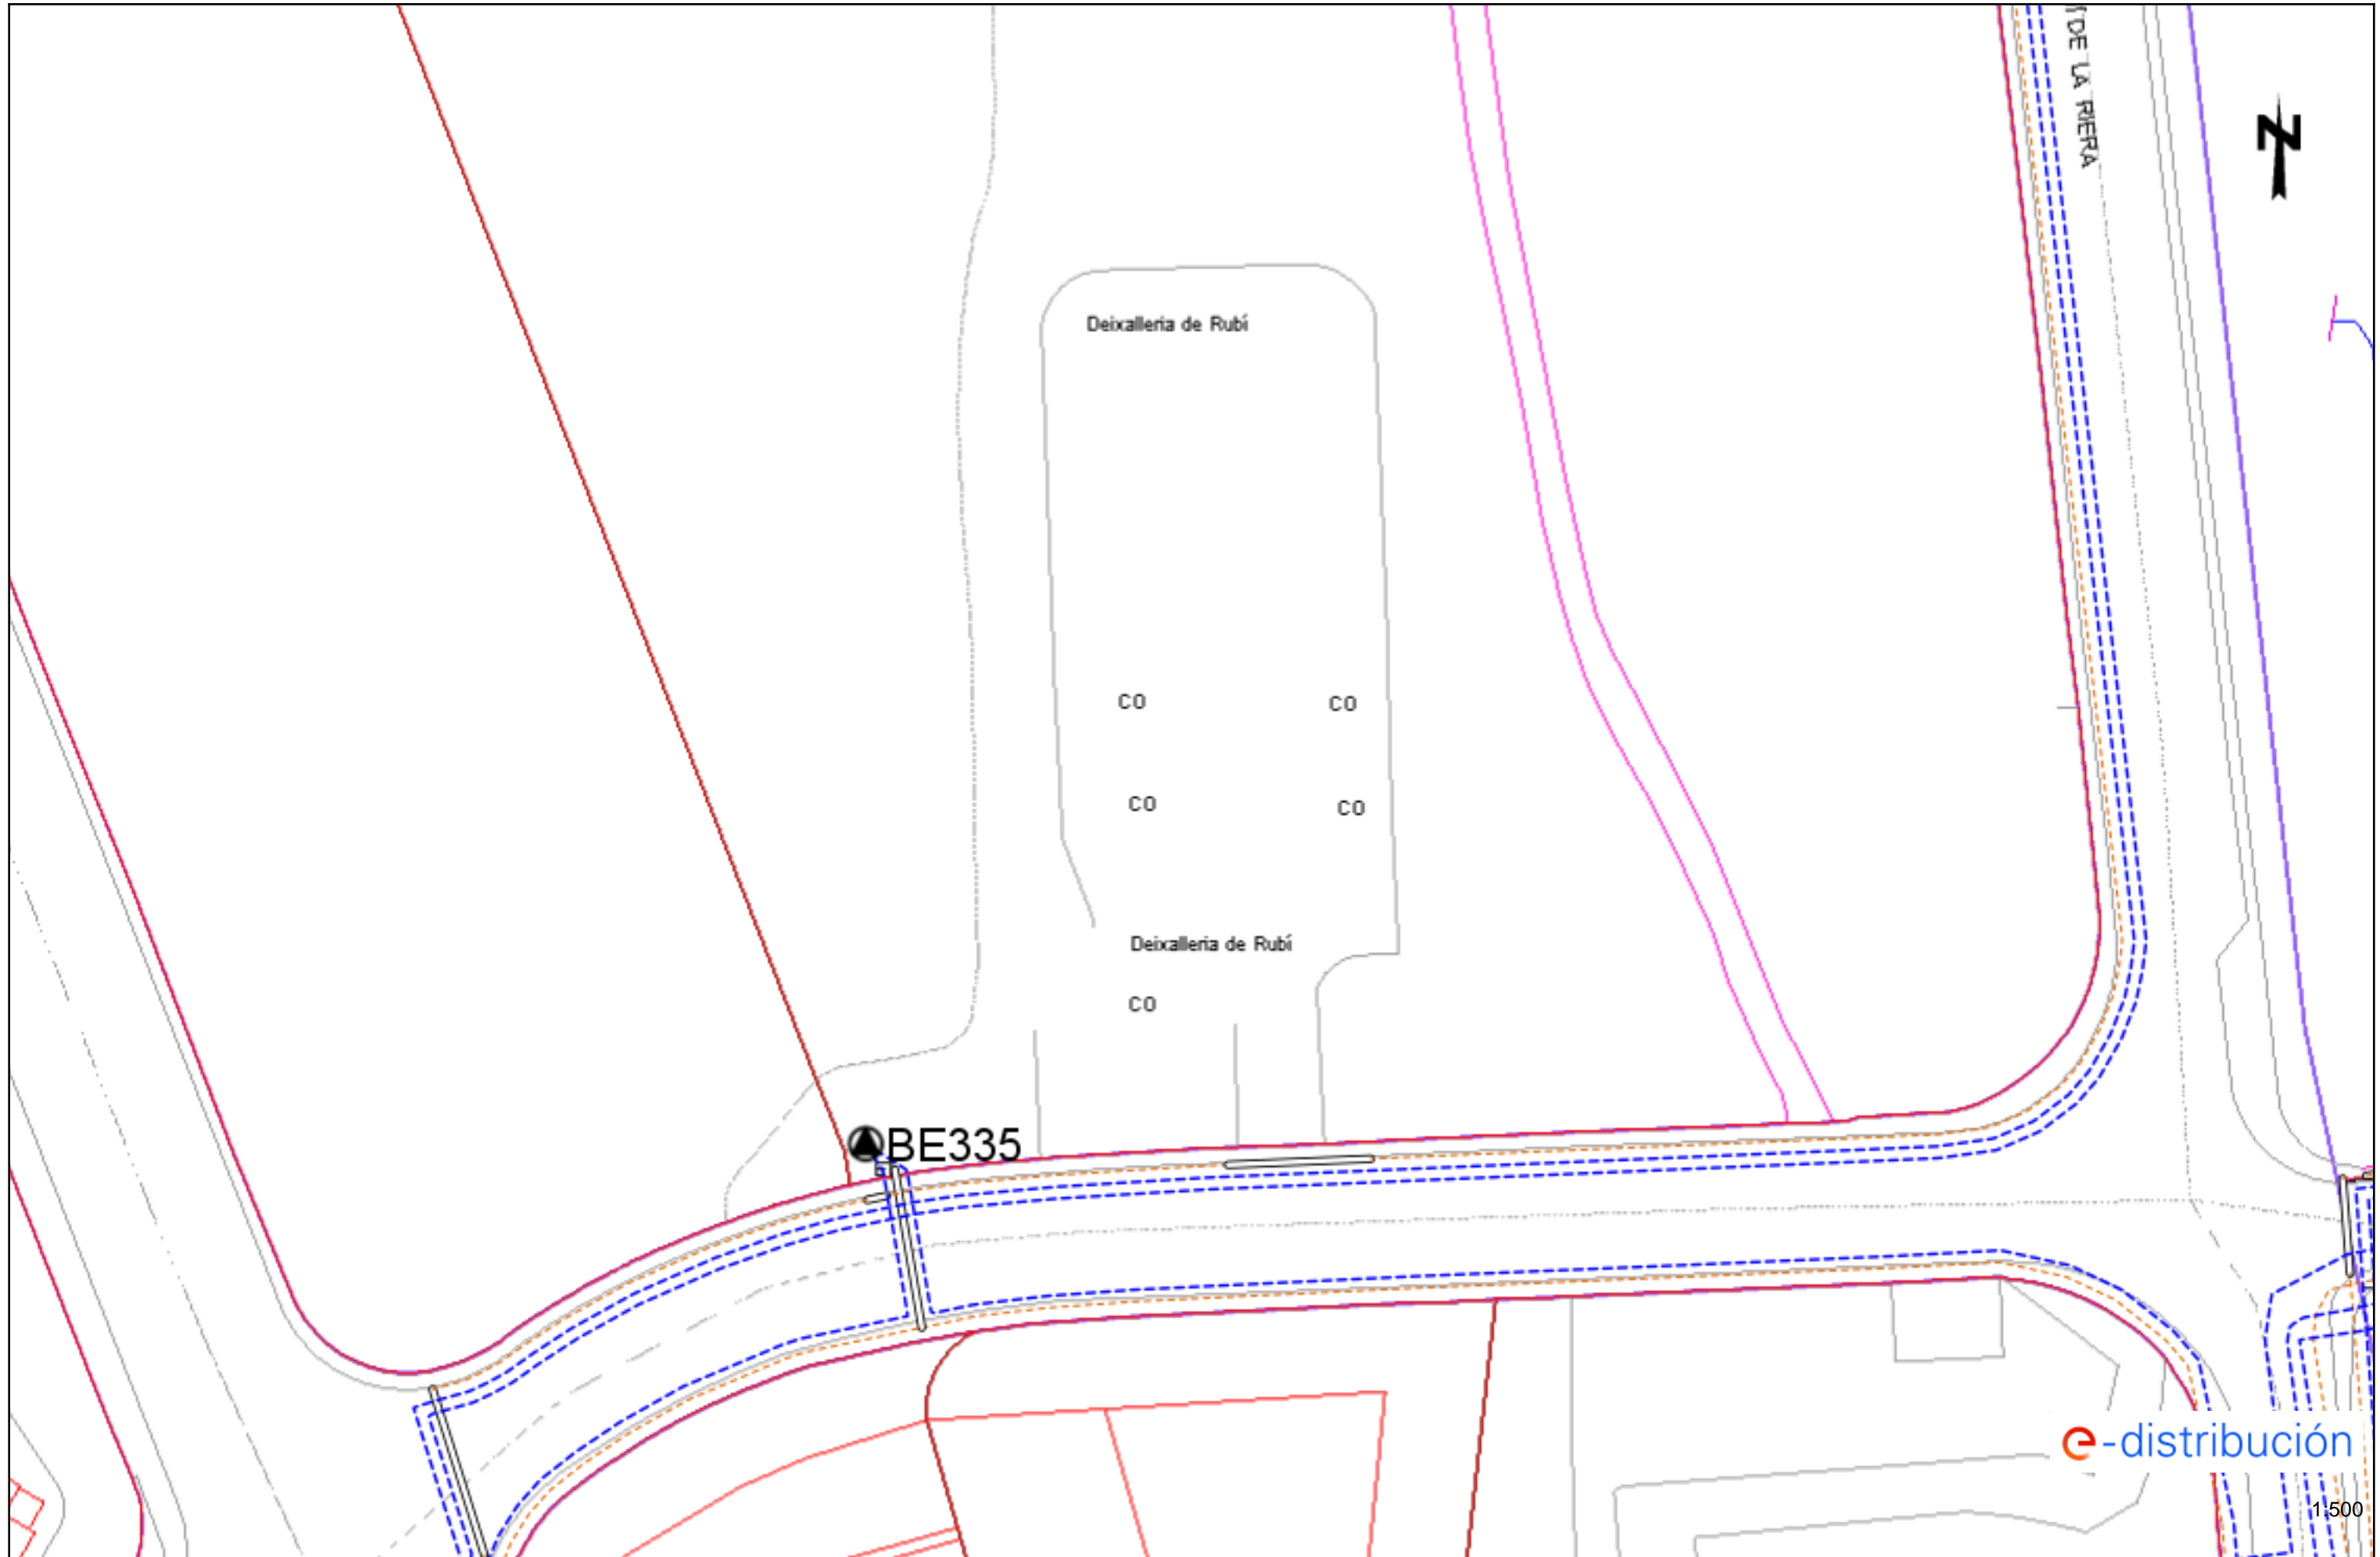 DE LA RIERA
N
Deixalleria de Rubí
CO CO
CO CO
Deixalleria de Rubí
CO
BE335
e-distribución
1:500